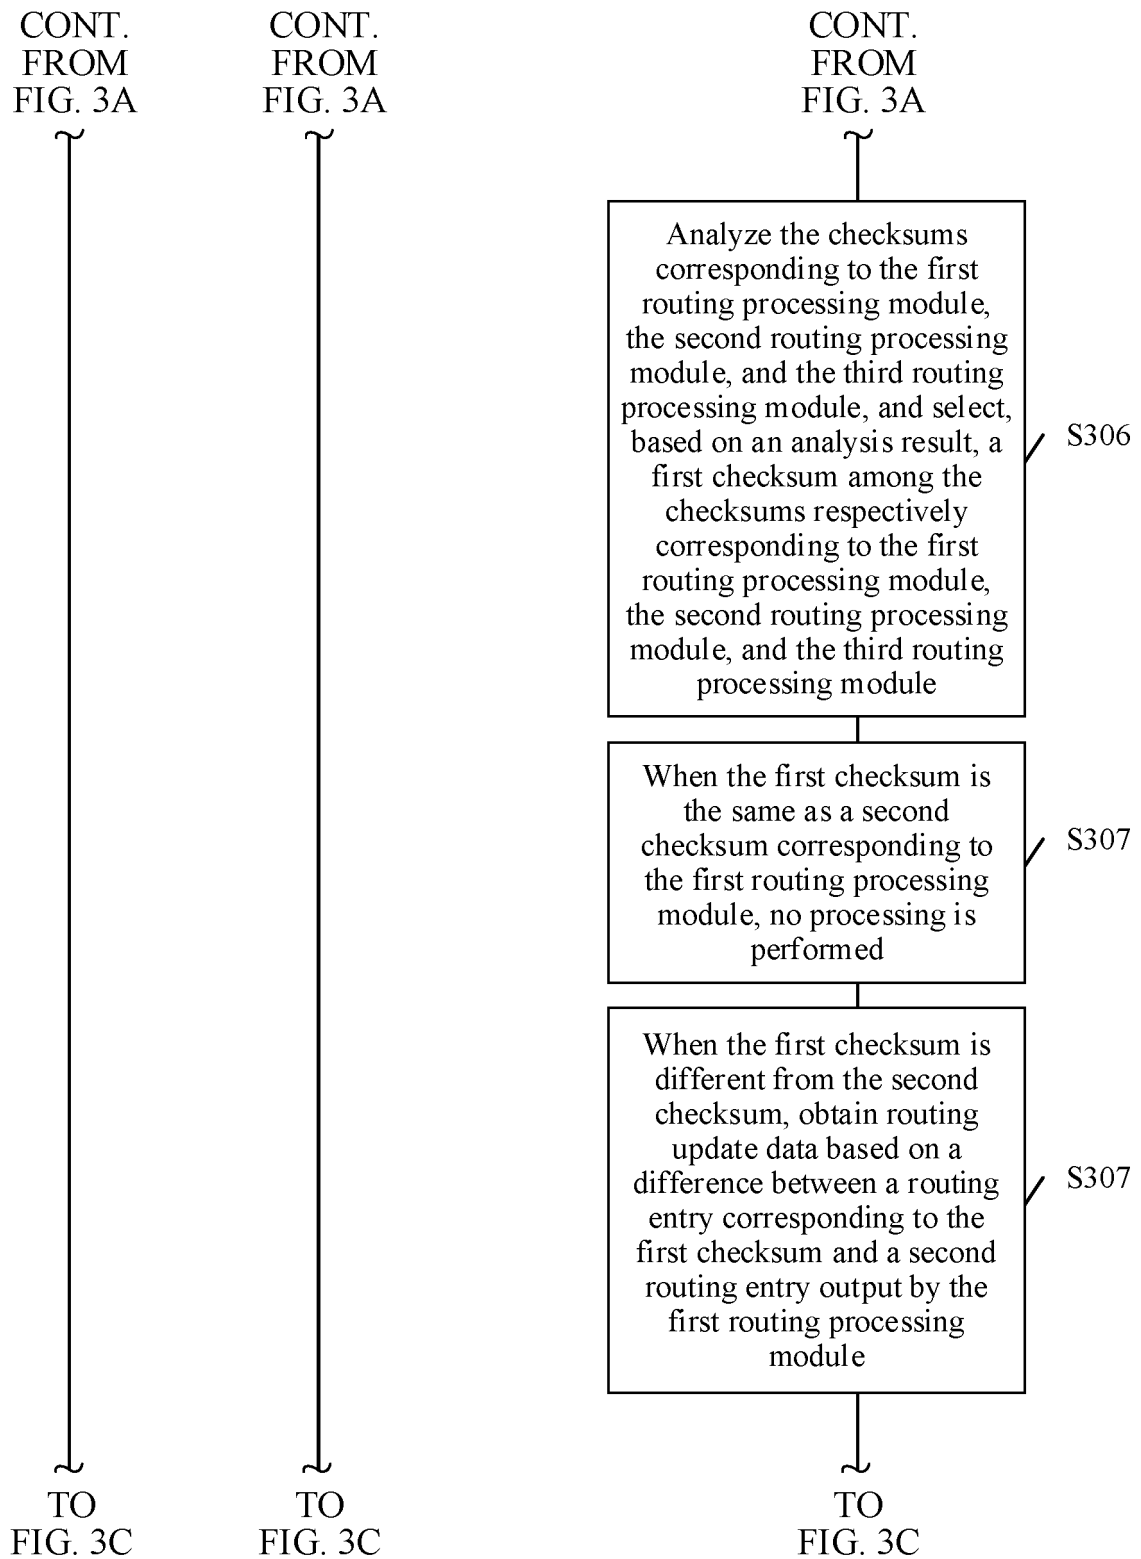 CONT.
FROM
FIG. 3A
CONT.
FROM
FIG. 3A
CONT.
FROM
FIG. 3A
Analyze the checksums
corresponding to the first
routing processing module,
the second routing processing
module, and the third routing
processing module, and select,
based on an analysis result, a
first checksum among the
checksums respectively
corresponding to the first
routing processing module,
the second routing processing
module, and the third routing
processing module
S306
When the first checksum is
the same as a second
checksum corresponding to
the first routing processing
module, no processing is
performed
S307
When the first checksum is
different from the second
checksum, obtain routing
update data based on a
difference between a routing
entry corresponding to the
first checksum and a second
routing entry output by the
first routing processing
module
S307
TO
FIG. 3C
TO
FIG. 3C
TO
FIG. 3C